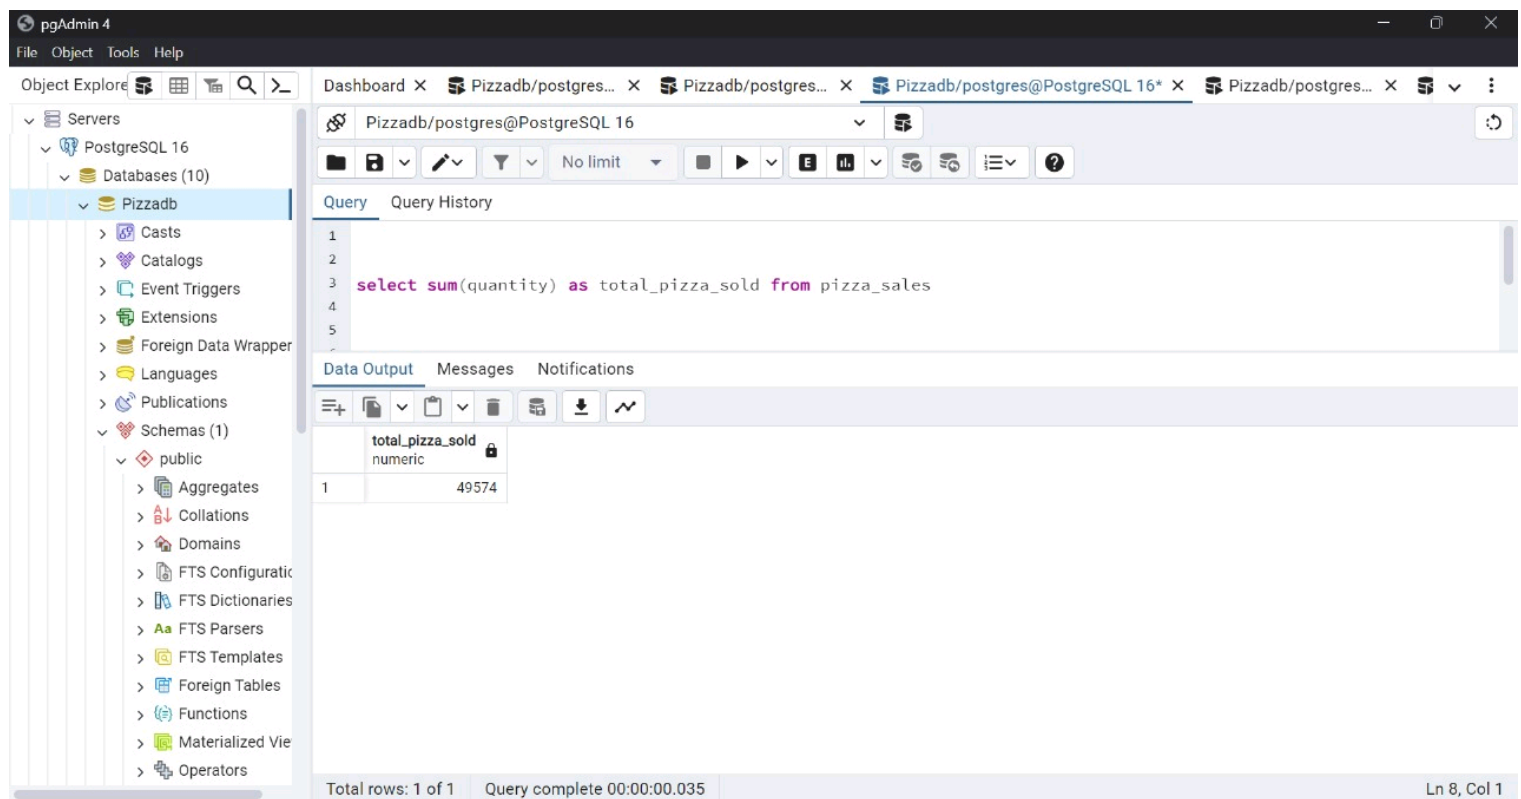 pgAdmin 4
File Object Tools Help
Object Explore
Dashboard Pizzadb/postgres... Pizzadb/postgres... Pizzadb/postgres@PostgreSQL 16* Pizzadb/postgres...
Servers
PostgreSQL 16
Databases (10)
Pizzadb
Casts
Catalogs
Event Triggers
Extensions
Foreign Data Wrapper
Languages
Publications
Schemas (1)
public
Aggregates
Collations
Domains
FTS Configuratic
FTS Dictionaries
Aa FTS Parsers
FTS Templates
Foreign Tables
Functions
Materialized Vie
Operators
Pizzadb/postgres@PostgreSQL 16
No limit E
Query Query History
1
2
3 select sum(quantity) as total_pizza_sold from pizza_sales
4
5
Data Output Messages Notifications
total_pizza_sold
numeric
1 49574
Total rows: 1 of 1 Query complete 00:00:00.035 Ln 8, Col 1